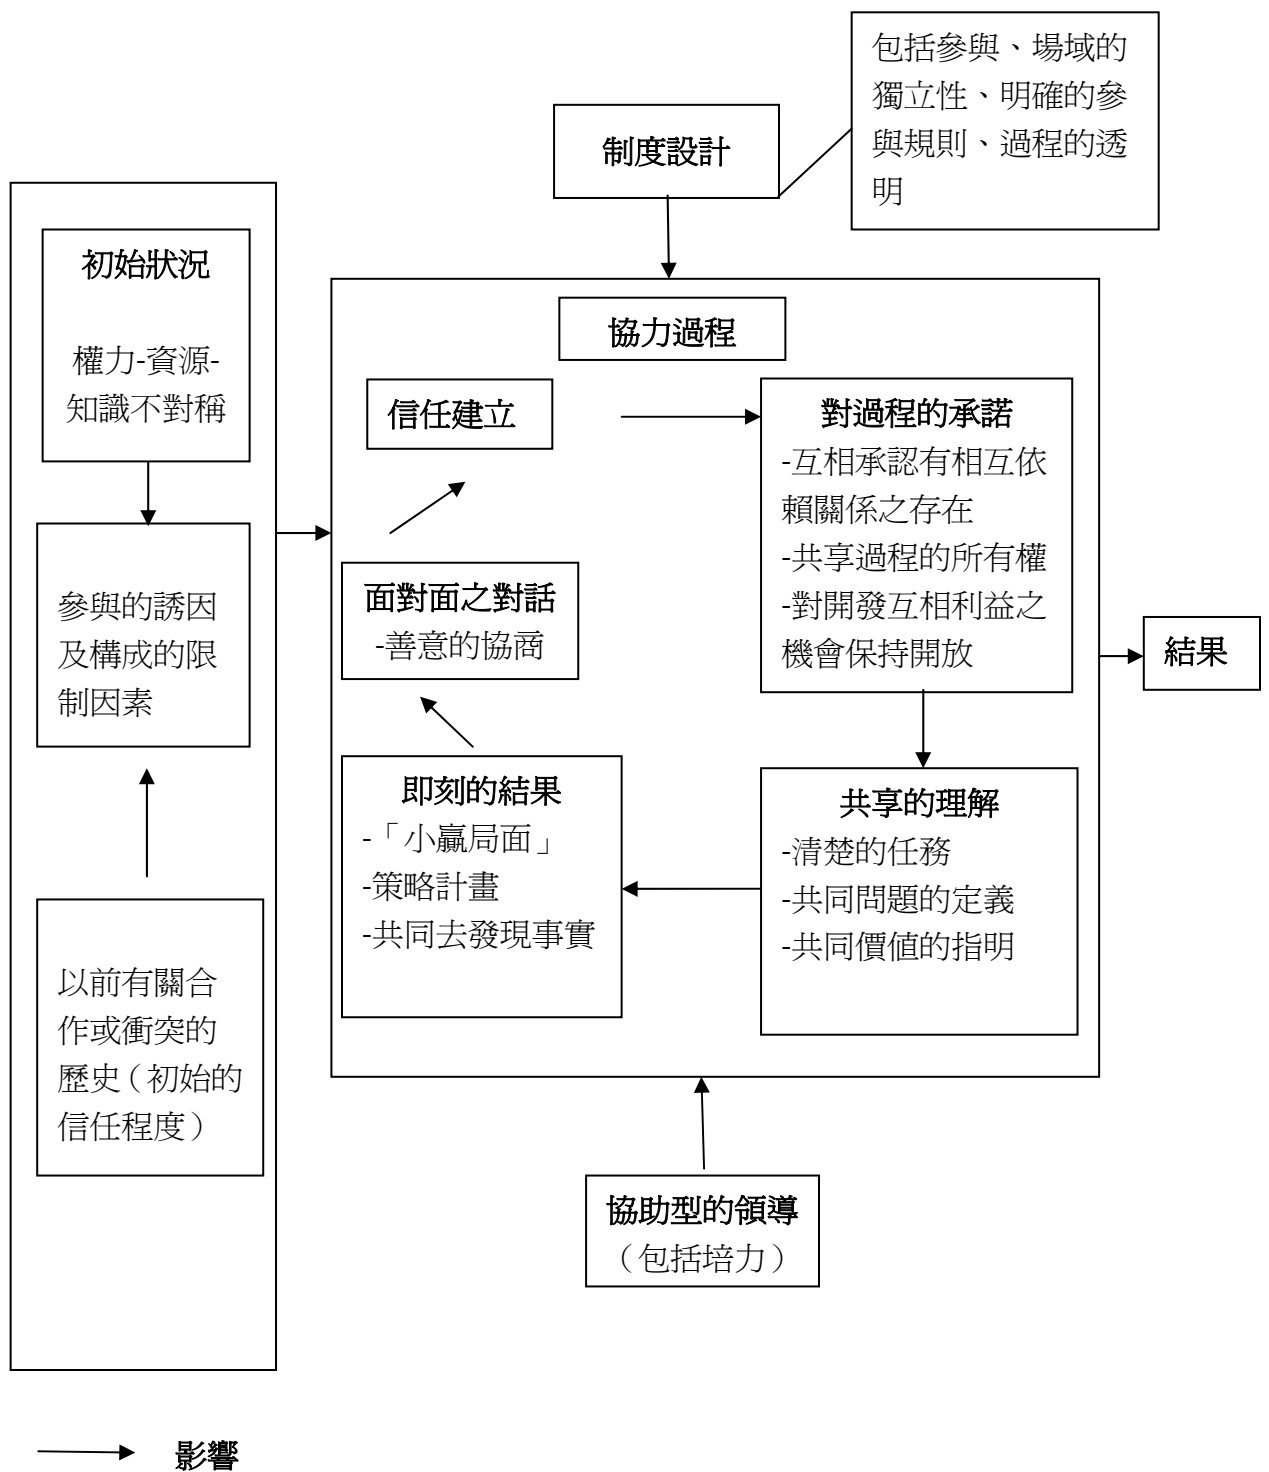 包括參與、場域的
獨立性、明確的參
與規則、過程的透
明
制度設計
初始狀況
權力-資源-
知識不對稱
參與的誘因
及構成的限
制因素
以前有關合
作或衝突的
歷史（初始的
信任程度）
協力過程
信任建立
對過程的承諾
-互相承認有相互依
賴關係之存在
-共享過程的所有權
-對開發互相利益之
機會保持開放
面對面之對話
-善意的協商
即刻的結果
-「小贏局面」
-策略計畫
-共同去發現事實
共享的理解
-清楚的任務
-共同問題的定義
-共同價值的指明
結果
協助型的領導
（包括培力）
影響